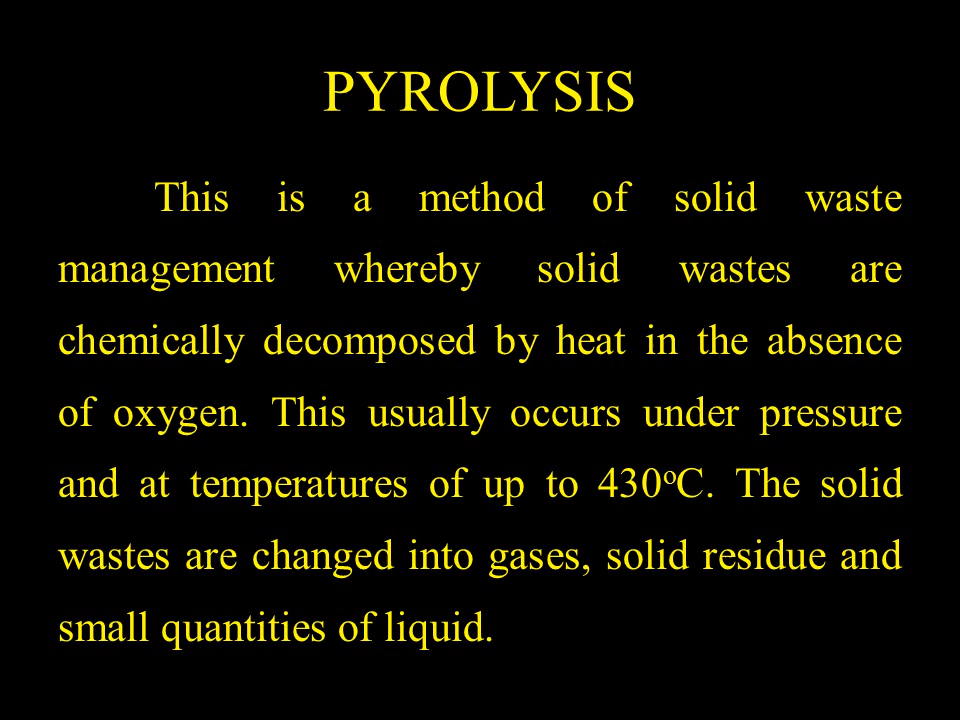 PYROLYSIS
This is a method of solid waste
management whereby solid wastes are
chemically decomposed by heat in the absence
of oxygen. This usually occurs under pressure
and at temperatures of up to 430ºC. The solid
wastes are changed into gases, solid residue and
small quantities of liquid.